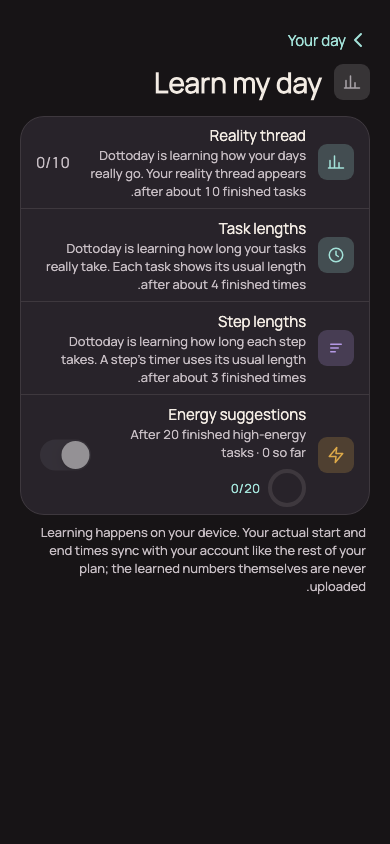 Your day
Learn my day
Reality thread
Dottoday is learning how your days
really go. Your reality thread appears
.after about 10 finished tasks
0/10
Task lengths
Dottoday is learning how long your tasks
really take. Each task shows its usual length
.after about 4 finished times
Step lengths
Dottoday is learning how long each step
takes. A step's timer uses its usual length
.after about 3 finished times
Energy suggestions
After 20 finished high-energy
tasks · 0 so far
0/20
Learning happens on your device. Your actual start and
end times sync with your account like the rest of your
plan; the learned numbers themselves are never
.uploaded